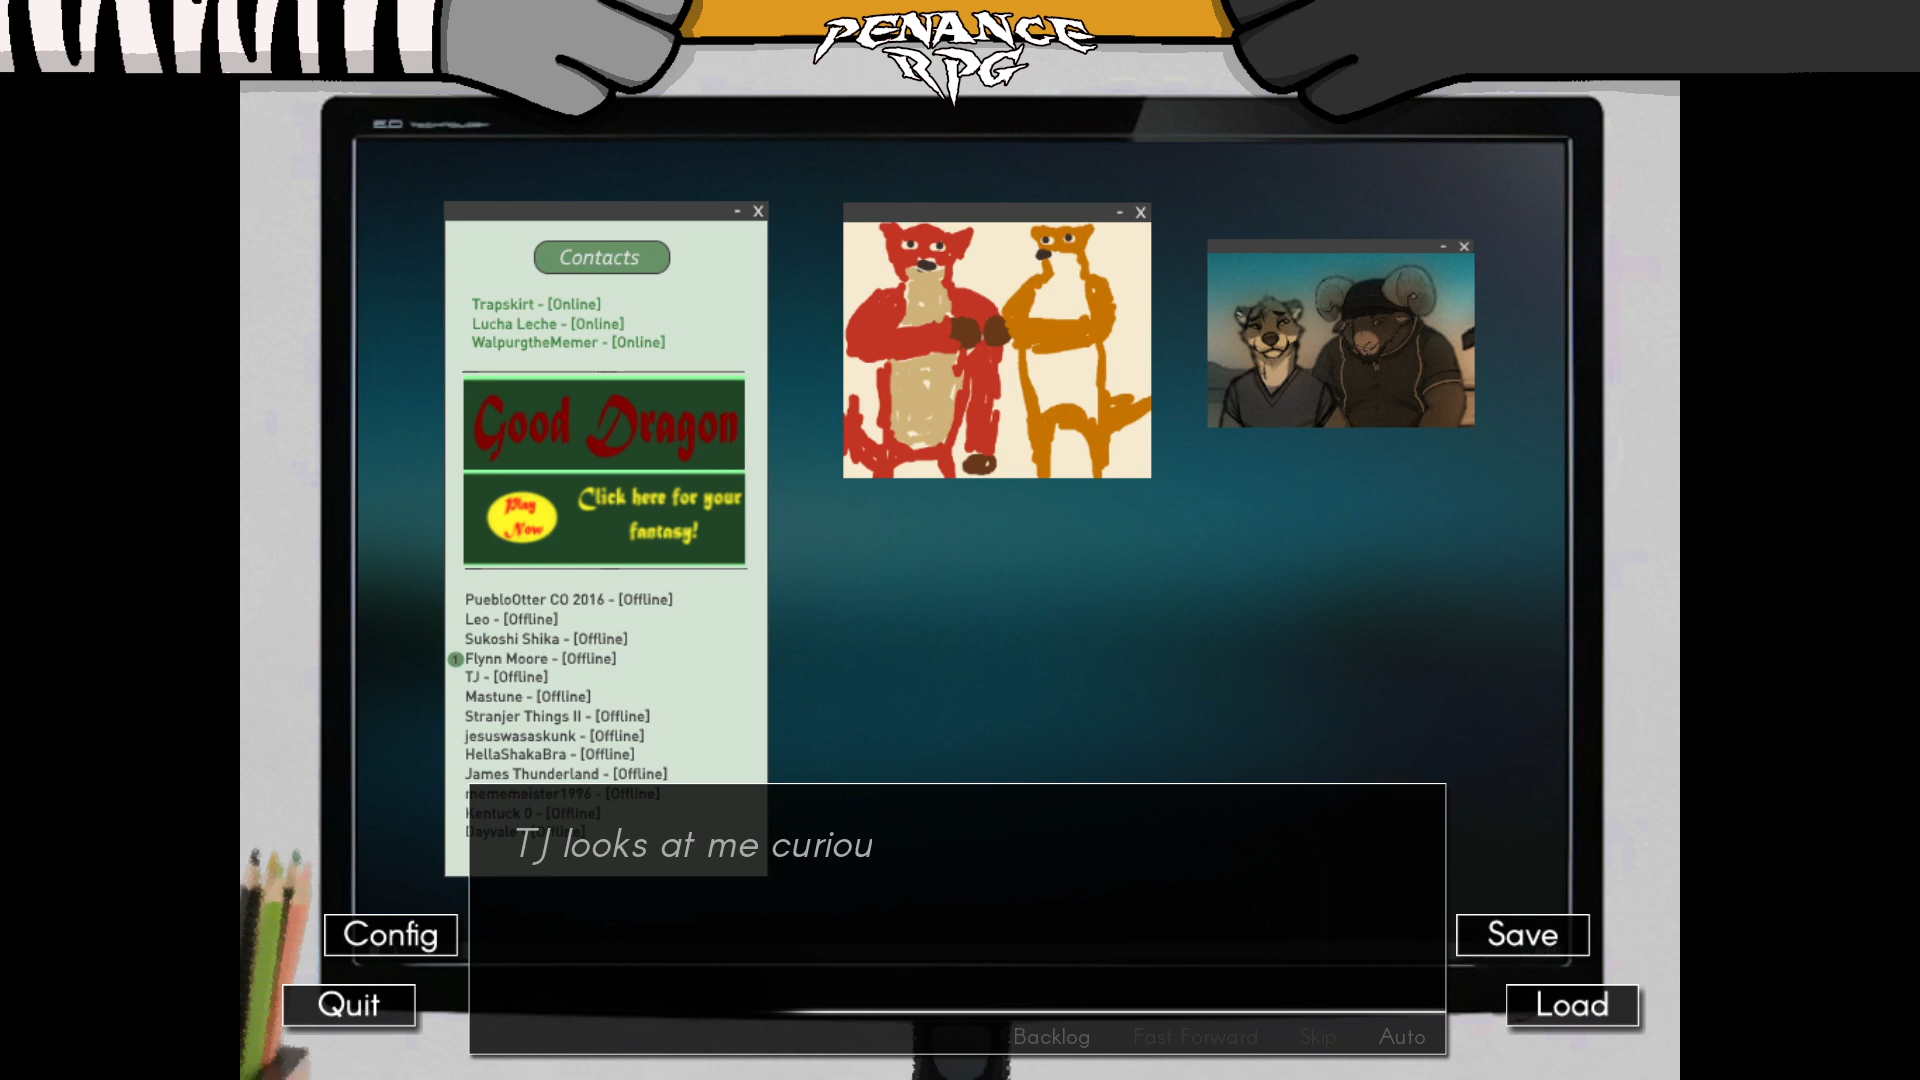 PENANCE
RPG
- X
Contacts
Trapskirt - [Online]
Lucha Leche - [Online]
WalpurgtheMemer - [Online]
Good Dragon
Play
Now
Click here for your
fantasy!
PuebloOtter CO 2016 - [Offline]
Leo - [Offline]
Sukoshi Shika - [Offline]
1
Flynn Moore - [Offline]
TJ - [Offline]
Mastune - [Offline]
Stranjer Things II - [Offline]
jesuswasaskunk - [Offline]
HellaShakaBra - [Offline]
James Thunderland - [Offline]
mememeister1996 - [Offline]
Kentuck 0 - [Offline]
- X
- X
TJ looks at me curiou
Config
Quit
Save
Load
Backlog
Fast Forward
Skip
Auto